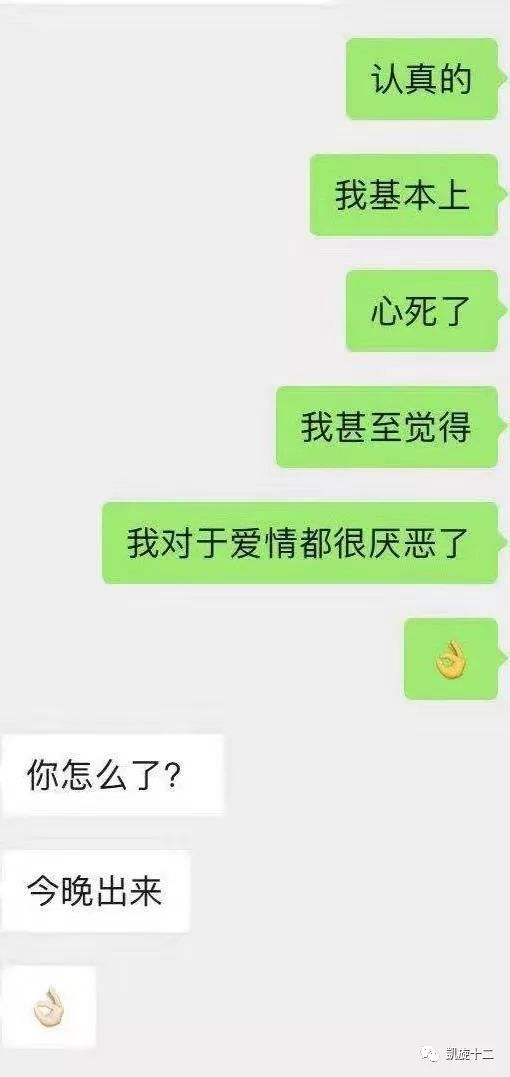 认真的
我基本上
心死了
我甚至觉得
我对于爱情都很厌恶了
👌
你怎么了?
今晚出来
👌🏻
凯旋十二